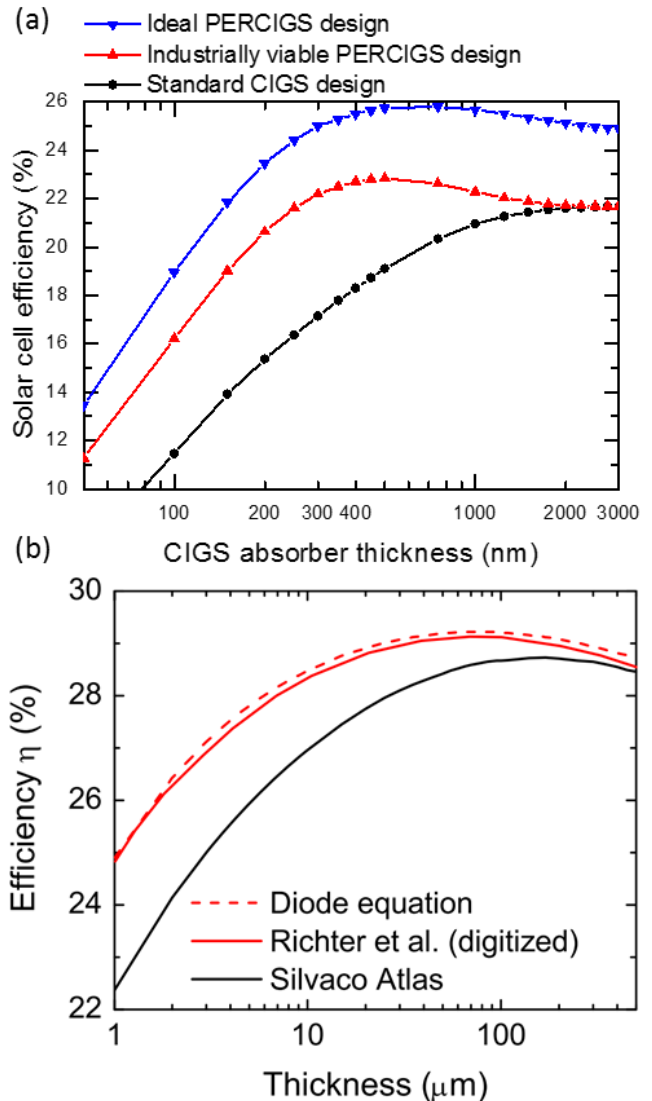 (a)
Ideal PERCIGS design
Industrially viable PERCIGS design
Standard CIGS design
26
24
22
20
18
16
14
12
10
Solar cell efficiency (%)
100 200 300 400 1000 2000 3000
CIGS absorber thickness (nm)
(b)
30
28
26
24
22
Efficiency η (%)
Diode equation
Richter et al. (digitized)
Silvaco Atlas
1 10 100
Thickness (μm)